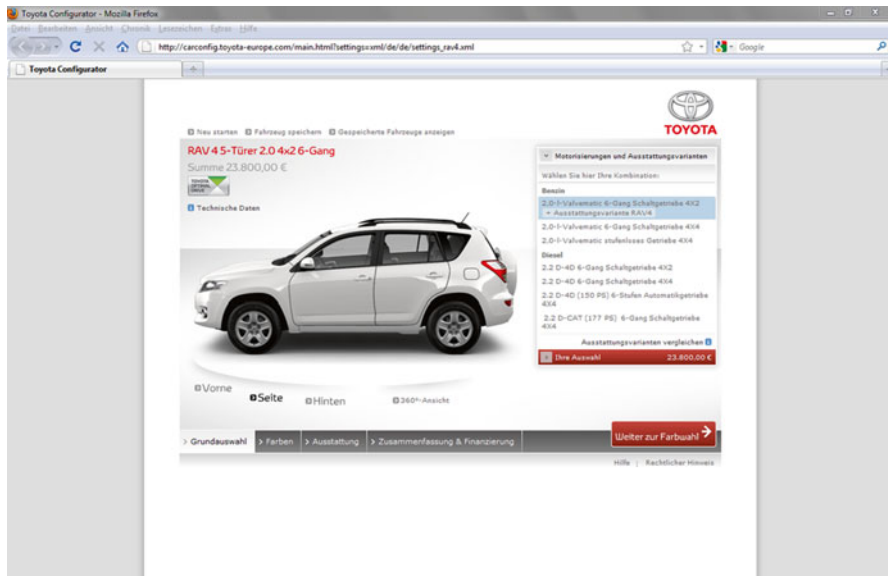 Toyota Configurator - Mozilla Firefox
Datei Bearbeiten Ansicht Chronik Lesezeichen Extras Hilfe
http://carconfig.toyota-europe.com/main.html?settings=xml/de/de/settings_rav4.xml
Google
Toyota Configurator
TOYOTA
Neu starten Fahrzeug speichern Gespeicherte Fahrzeuge anzeigen
RAV 4 5-Türer 2.0 4x2 6-Gang
Summe 23.800,00 €
TOYOTA
OPTIMAL
DRIVE
Technische Daten
Motorisierungen und Ausstattungsvarianten
Wählen Sie hier Ihre Kombination:
Benzin
2,0-l-Valvematic 6-Gang Schaltgetriebe 4X2
Ausstattungsvariante RAV4
2,0-l-Valvematic 6-Gang Schaltgetriebe 4X4
2,0-l-Valvematic stufenloses Getriebe 4X4
Diesel
2.2 D-4D 6-Gang Schaltgetriebe 4X2
2.2 D-4D 6-Gang Schaltgetriebe 4X4
2.2 D-4D (150 PS) 6-Stufen Automatikgetriebe
4X4
2.2 D-CAT (177 PS) 6-Gang Schaltgetriebe
4X4
Ausstattungsvarianten vergleichen
Ihre Auswahl 23.800,00 €
Vorne
Seite
Hinten
360°-Ansicht
Weiter zur Farbwahl
Grundauswahl > Farben > Ausstattung > Zusammenfassung & Finanzierung
Hilfe | Rechtlicher Hinweis